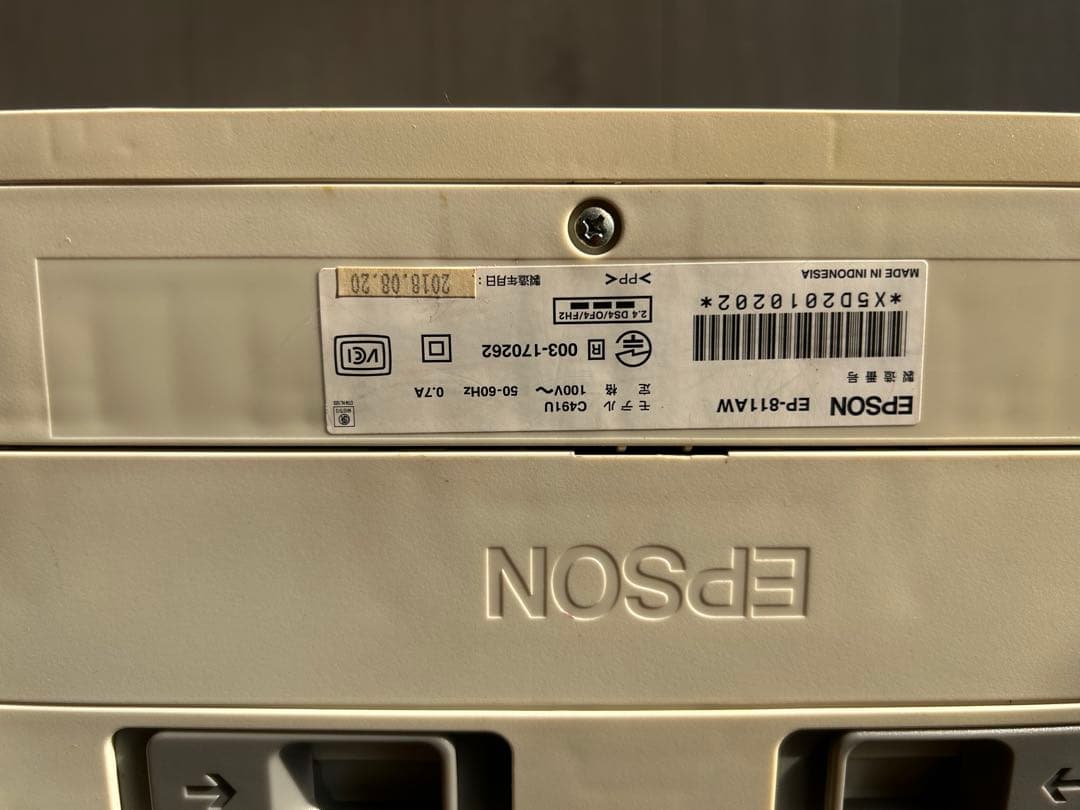 EPSON EP-811AW
モデル C491U
定格 100V～ 50-60Hz 0.7A
製造番号
*X5D2010202*
MADE IN INDONESIA
R 003-170262
VCI
2.4 DS4/OF4/FH2
>PP<
製造年月日：2018.08.20
EPSON